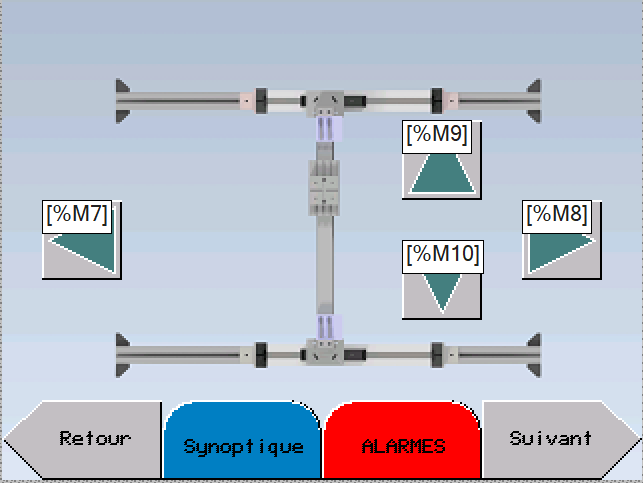 [%M9]
[%M7]
[%M8]
[%M10]
Retour
Synoptique
ALARMES
Suivant